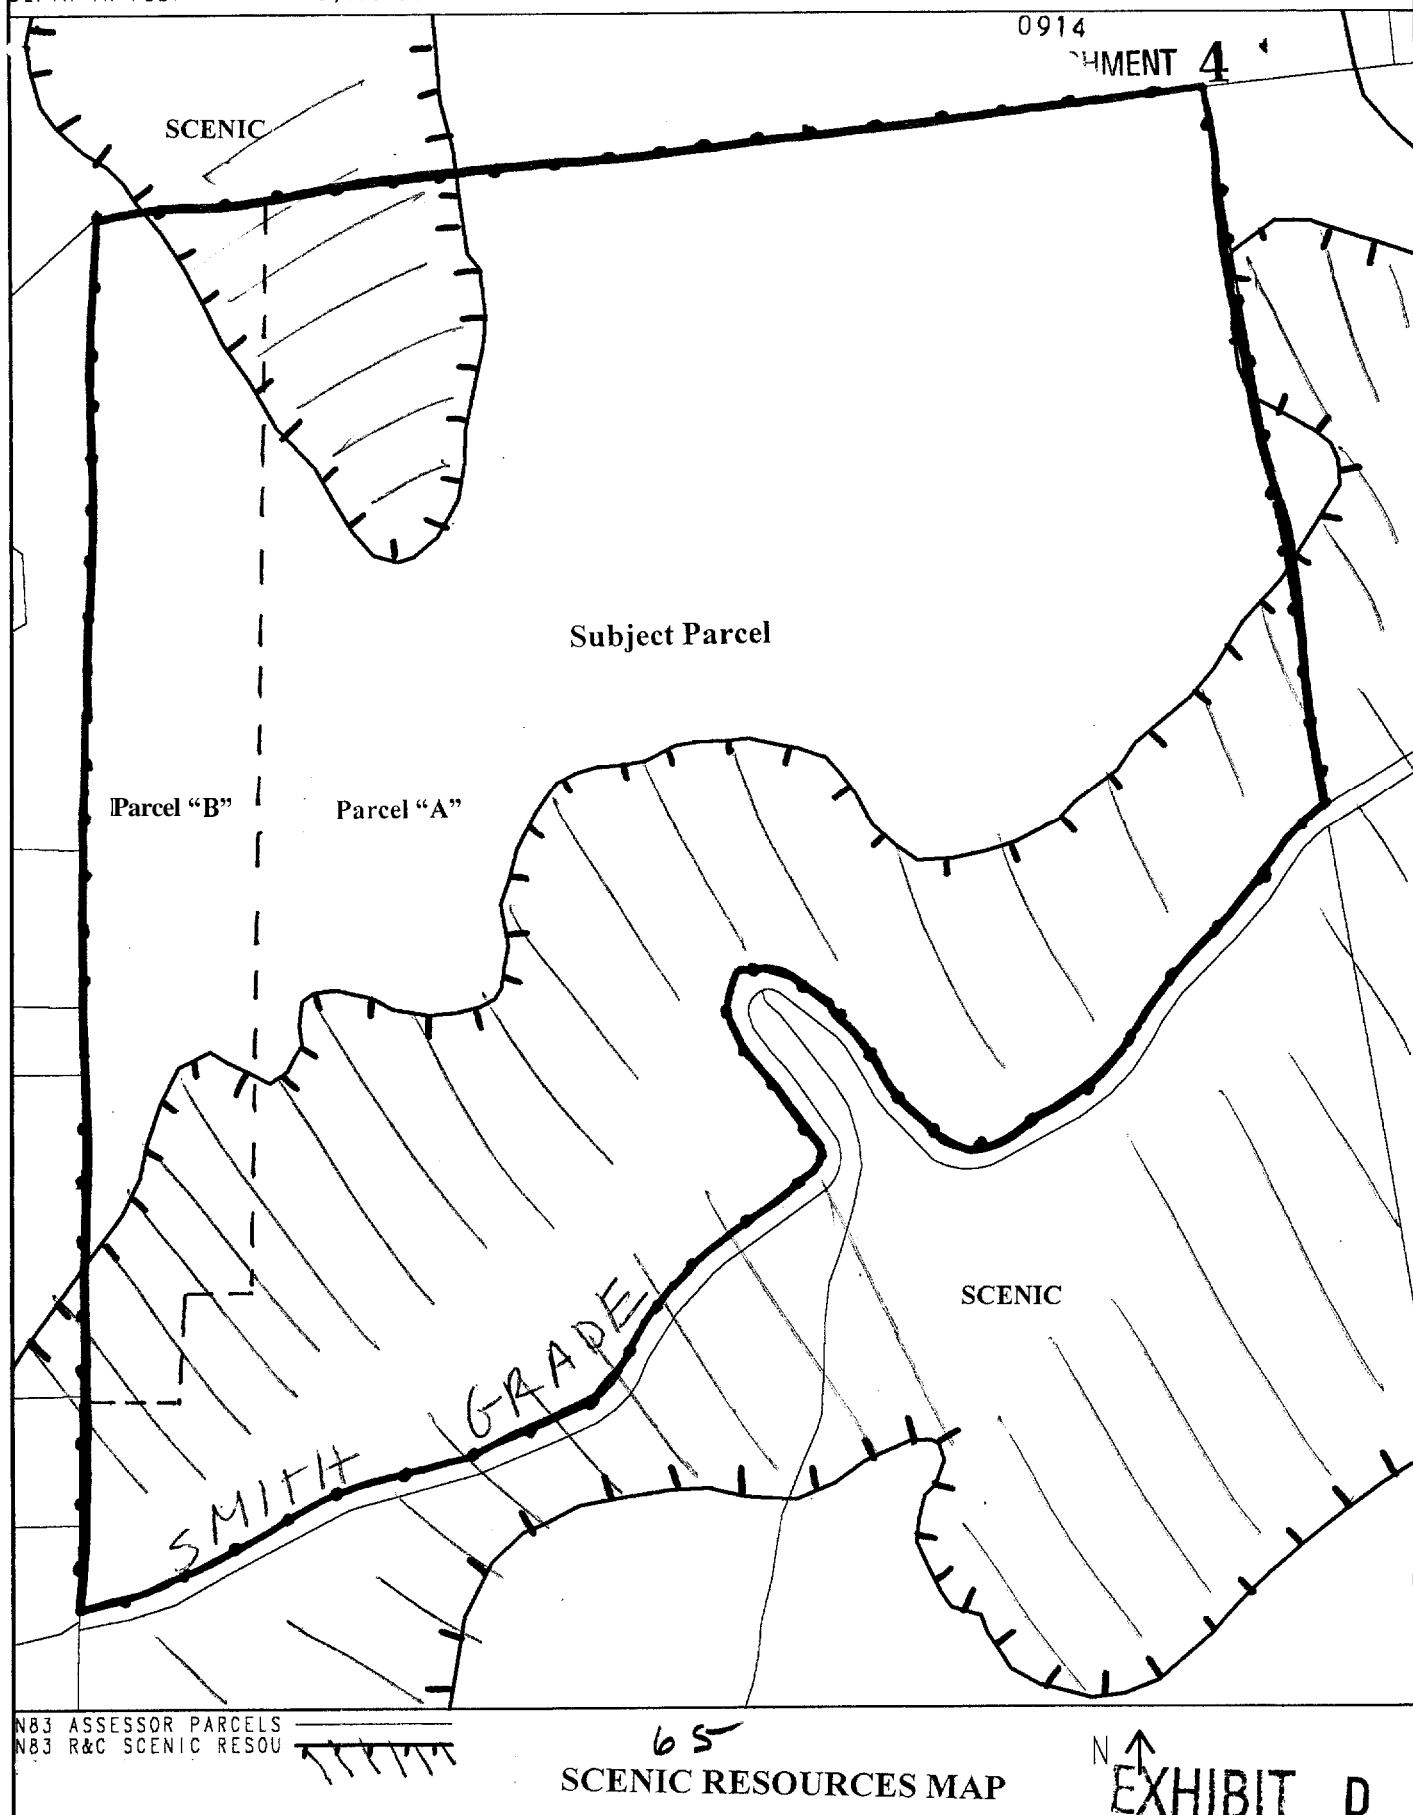 0914
HMENT 4
SCENIC
Subject Parcel
Parcel “B”
Parcel “A”
SCENIC
SMITH GRADE
N83 ASSESSOR PARCELS
N83 R&C SCENIC RESOU
65
SCENIC RESOURCES MAP
N
EXHIBIT D